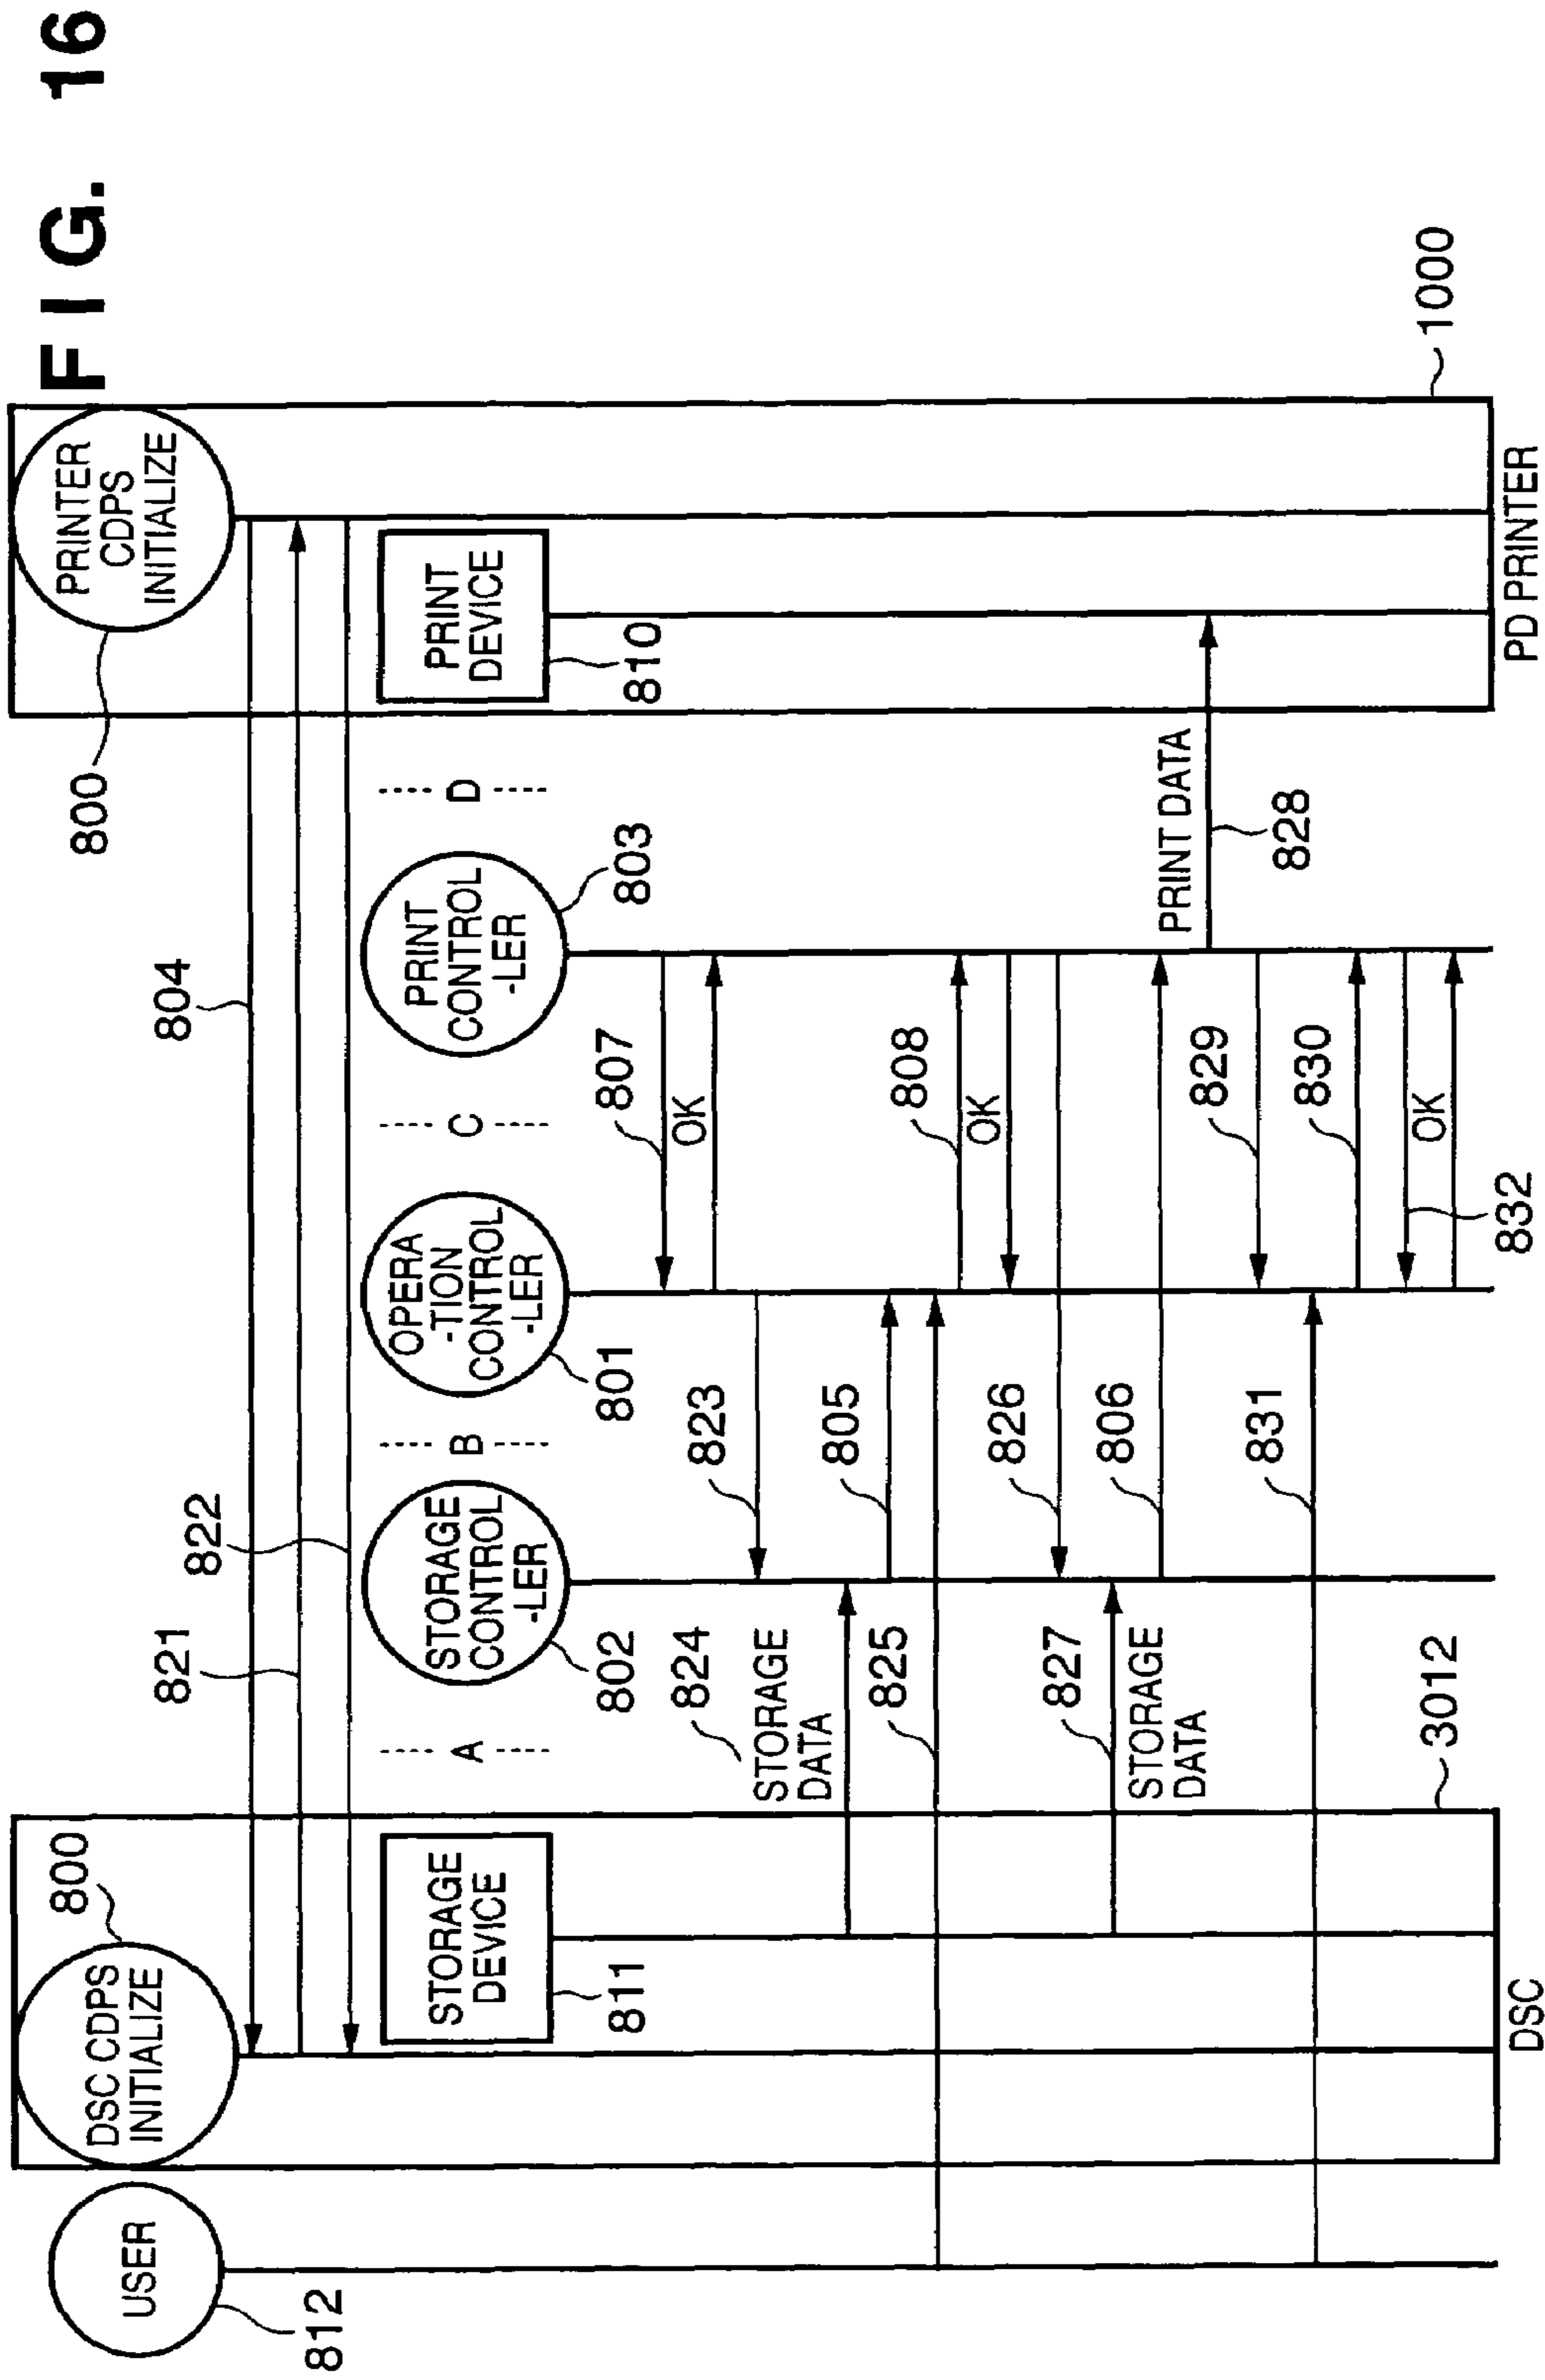 FIG. 16
USER
812
DSC CDPS
INITIALIZE
800
PRINTER
CDPS
INITIALIZE
800
804
821
822
STORAGE
DEVICE
811
A
STORAGE
CONTROL
-LER
802
B
OPERA
-TION
CONTROL
-LER
801
C
PRINT
CONTROL
-LER
803
D
PRINT
DEVICE
810
807
OK
823
824
STORAGE
DATA
805
825
808
OK
826
827
STORAGE
DATA
806
PRINT DATA
828
829
831
830
OK
832
DSC
3012
PD PRINTER
1000